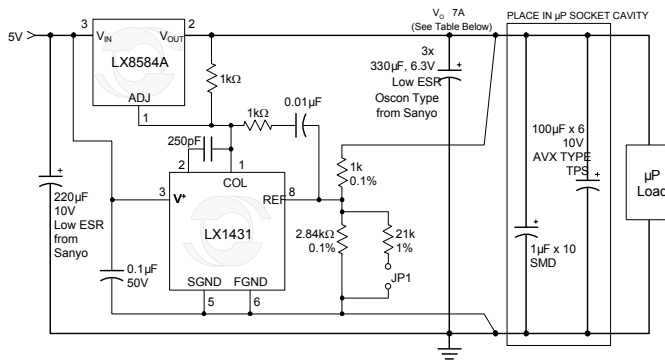 V_O 7A
(See Table Below)
PLACE IN µP SOCKET CAVITY
5V
3
V_IN
V_OUT
2
LX8584A
ADJ
1
1kΩ
1kΩ
0.01µF
250pF
2
1
COL
3
V+
REF
8
LX1431
SGND
FGND
5
6
3x
330µF, 6.3V
Low ESR
Oscon Type
from Sanyo
1k
0.1%
2.84kΩ
0.1%
21k
1%
JP1
220µF
10V
Low ESR
from
Sanyo
0.1µF
50V
100µF x 6
10V
AVX TYPE
TPS
1µF x 10
SMD
µP
Load
+
+
+
+